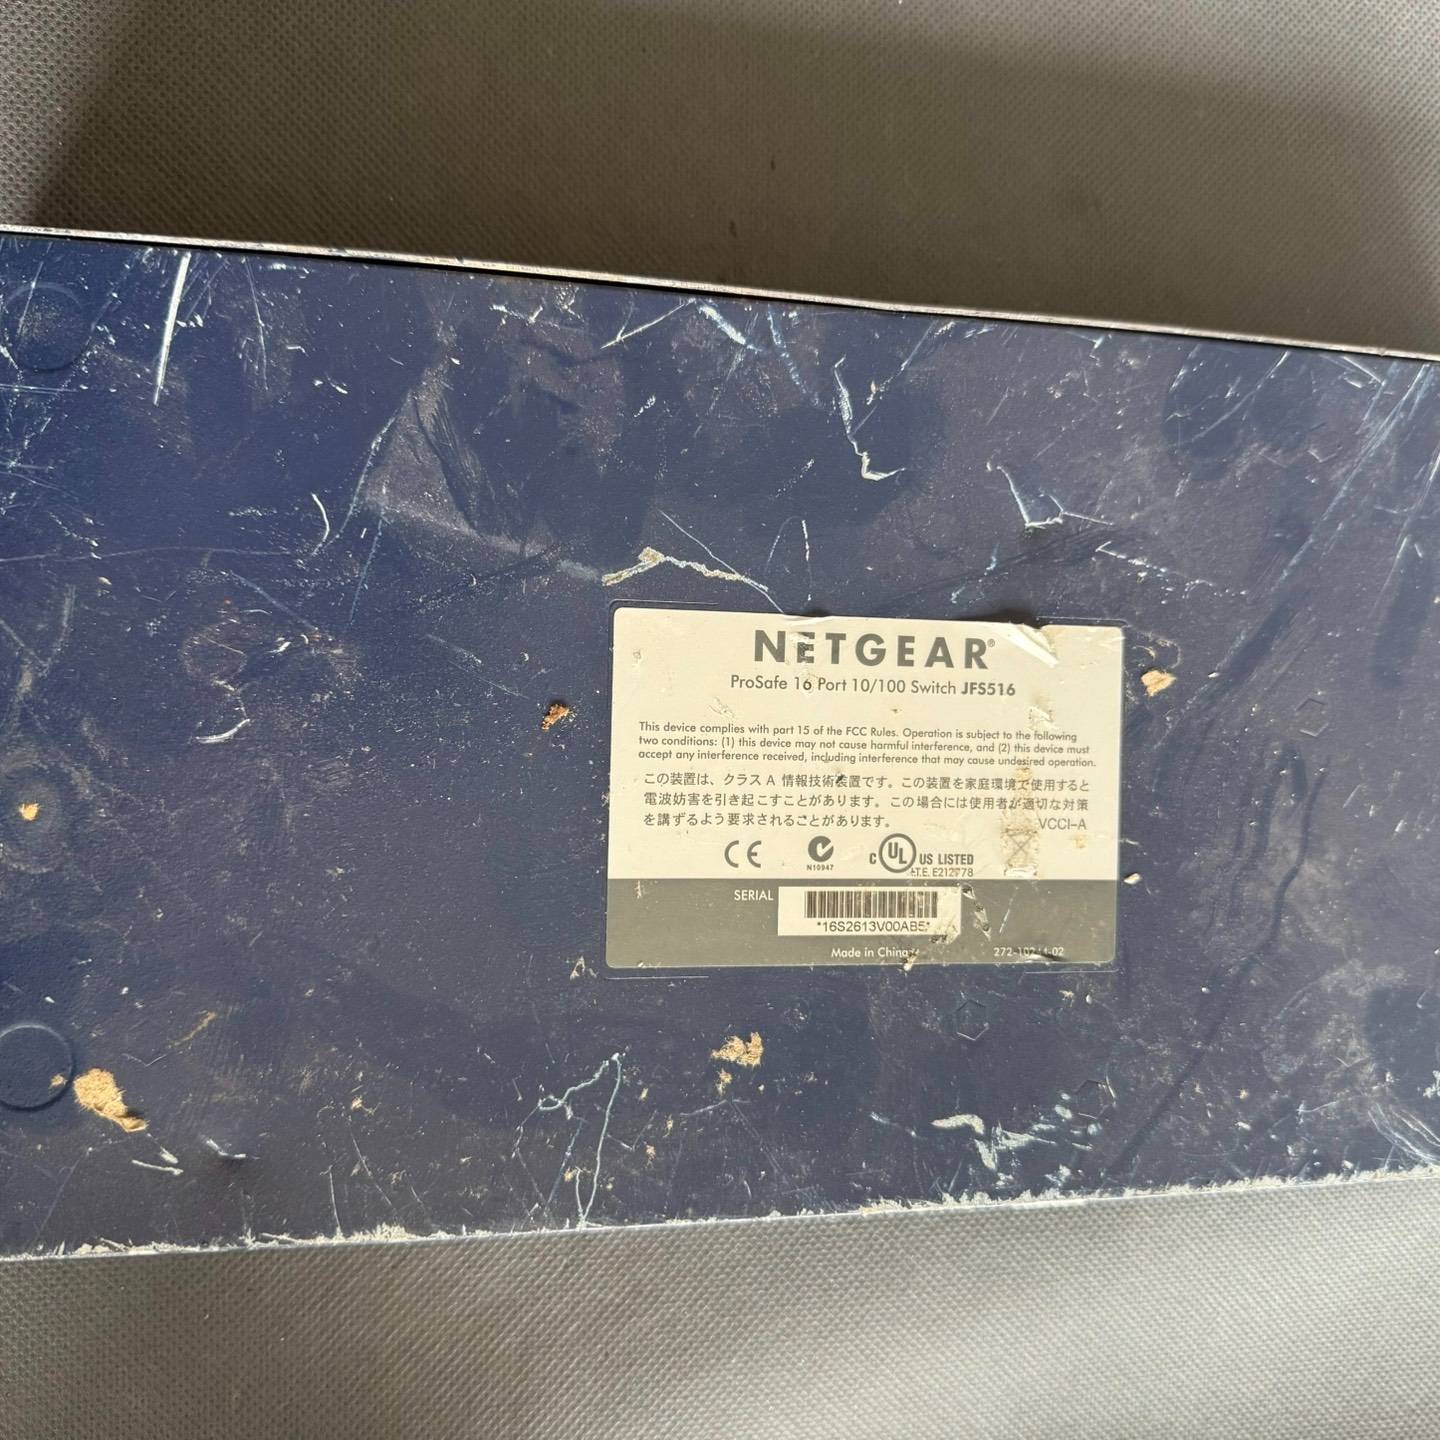 NETGEAR®
ProSafe 16 Port 10/100 Switch JFS516
This device complies with part 15 of the FCC Rules. Operation is subject to the following
two conditions: (1) this device may not cause harmful interference, and (2) this device must
accept any interference received, including interference that may cause undesired operation.
この装置は、クラス A 情報技術装置です。この装置を家庭環境で使用すると
電波妨害を引き起こすことがあります。この場合には使用者が適切な対策
を講ずるよう要求されることがあります。 VCCI-A
CE N10947 C UL US LISTED
I.T.E. E212778
SERIAL
*16S2613V00AB5*
Made in China